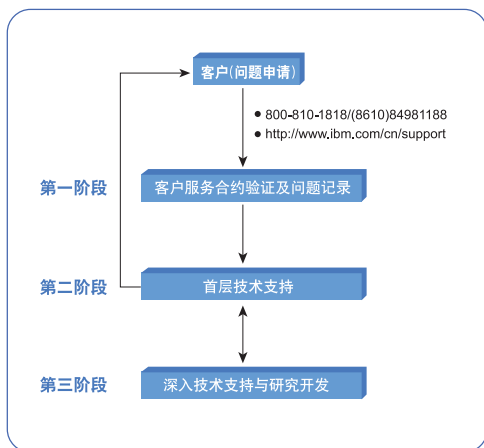 客户(问题申请)
● 800-810-1818/(8610)84981188
● http://www.ibm.com/cn/support
第一阶段
客户服务合约验证及问题记录
第二阶段
首层技术支持
第三阶段
深入技术支持与研究开发